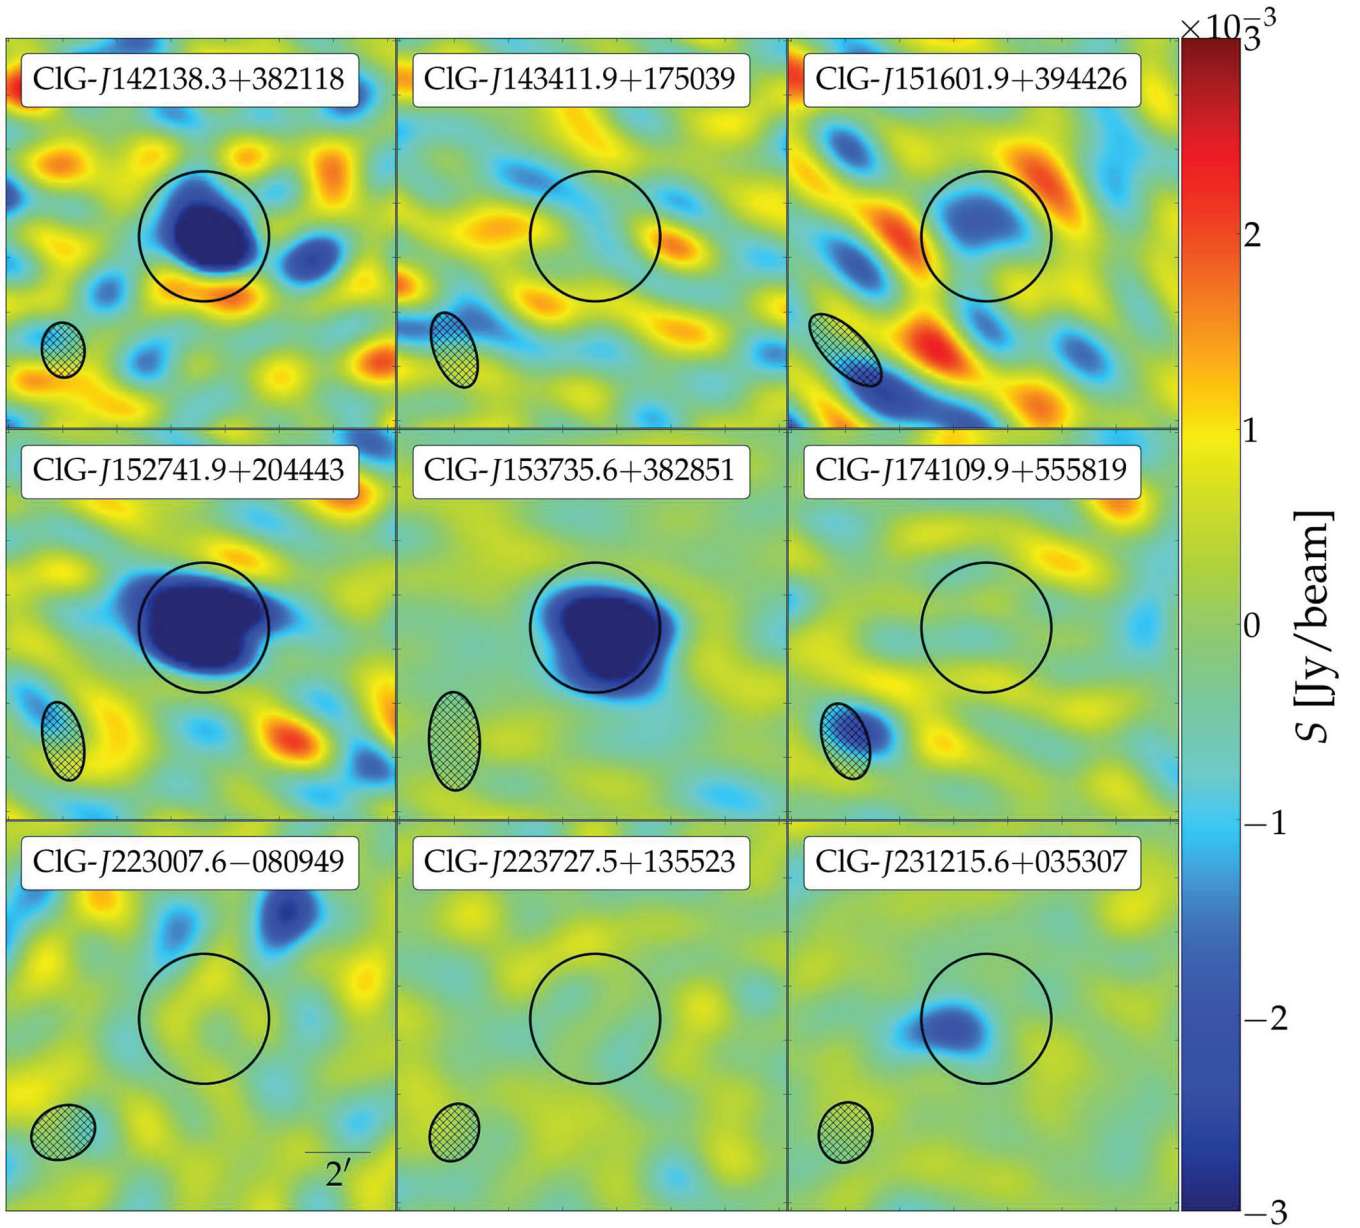 ×10⁻³
ClG-J142138.3+382118
ClG-J143411.9+175039
ClG-J151601.9+394426
ClG-J152741.9+204443
ClG-J153735.6+382851
ClG-J174109.9+555819
ClG-J223007.6−080949
ClG-J223727.5+135523
ClG-J231215.6+035307
2′
3
2
1
0
−1
−2
−3
S [Jy/beam]